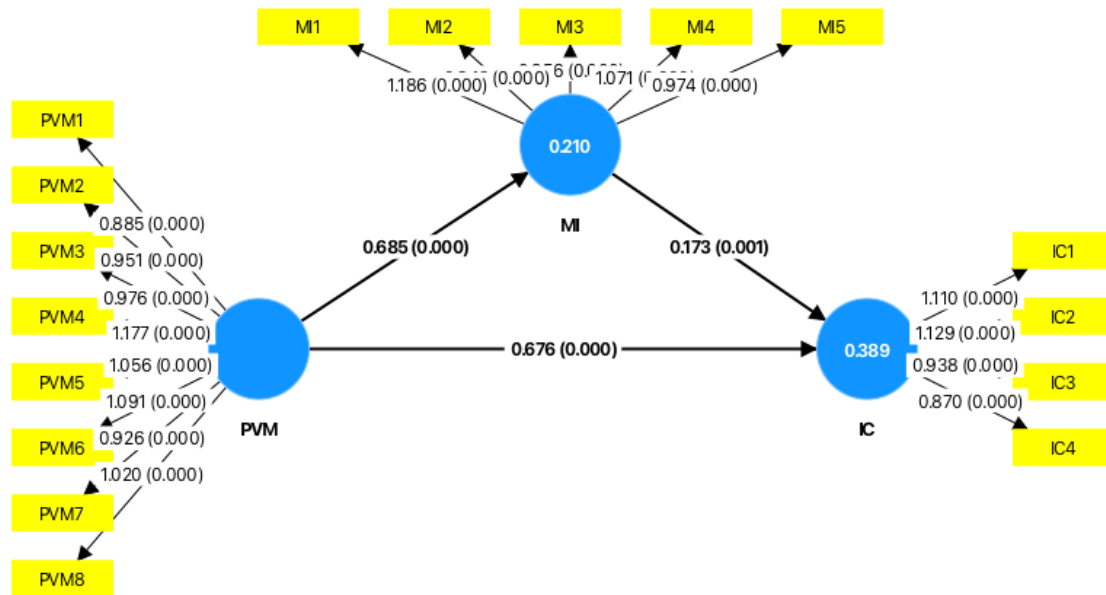 MI1
MI2
MI3
MI4
MI5
1.186 (0.000)
(0.000)
1.071
0.974 (0.000)
0.210
MI
PVM1
PVM2
PVM3
PVM4
PVM5
PVM6
PVM7
PVM8
0.885 (0.000)
0.951 (0.000)
0.976 (0.000)
1.177 (0.000)
1.056 (0.000)
1.091 (0.000)
0.926 (0.000)
1.020 (0.000)
PVM
0.685 (0.000)
0.173 (0.001)
0.676 (0.000)
0.389
IC
1.110 (0.000)
1.129 (0.000)
0.938 (0.000)
0.870 (0.000)
IC1
IC2
IC3
IC4